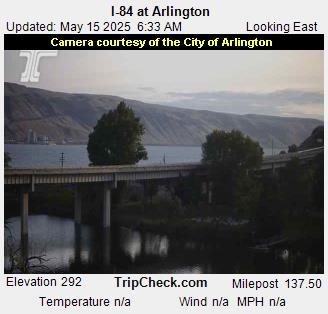 I-84 at Arlington
Updated: May 15 2025 6:33 AM Looking East
Camera courtesy of the City of Arlington
Elevation 292 TripCheck.com Milepost 137.50
Temperature n/a Wind n/a MPH n/a